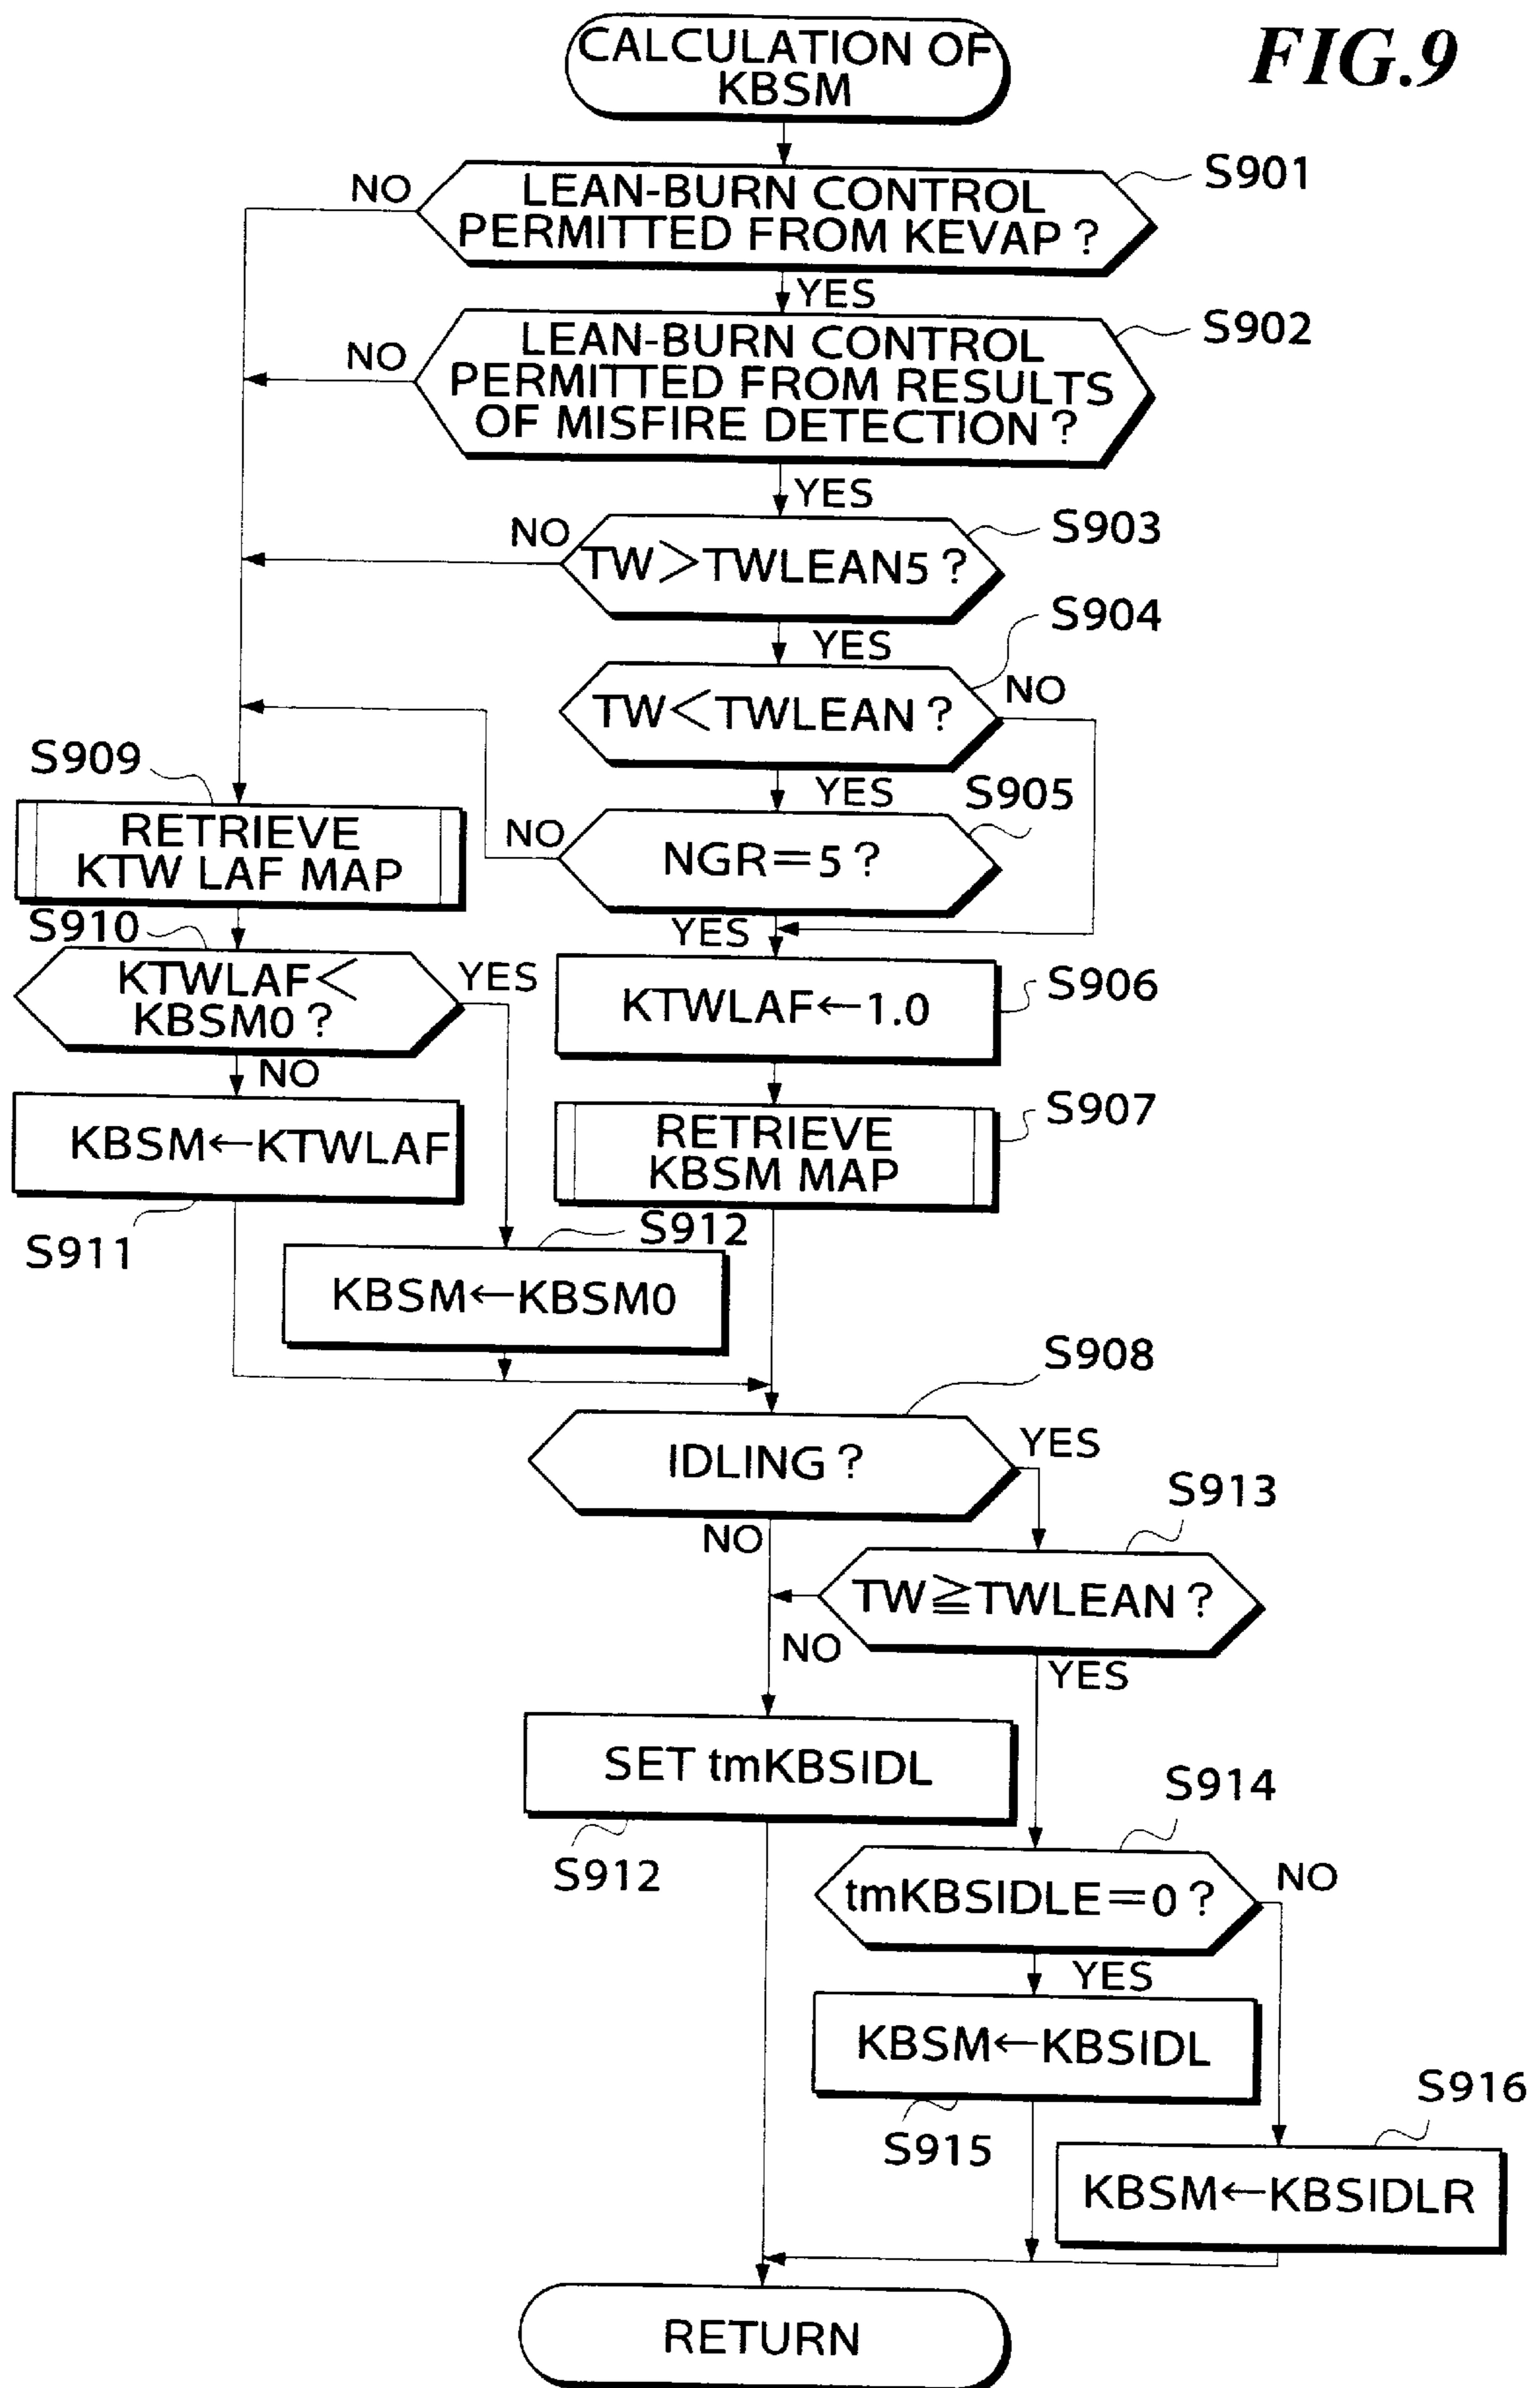 FIG.9
CALCULATION OF
KBSM
S901
NO
LEAN-BURN CONTROL
PERMITTED FROM KEVAP ?
YES
S902
NO
LEAN-BURN CONTROL
PERMITTED FROM RESULTS
OF MISFIRE DETECTION ?
YES
S903
NO
TW>TWLEAN5 ?
S904
YES
TW<TWLEAN ?
NO
S909
YES
S905
RETRIEVE
KTW LAF MAP
NO
NGR=5 ?
S910
YES
KTWLAF<
KBSM0 ?
YES
KTWLAF←1.0
S906
NO
KBSM←KTWLAF
RETRIEVE
KBSM MAP
S907
S911
S912
KBSM←KBSM0
S908
IDLING ?
YES
S913
NO
TW≧TWLEAN ?
NO
YES
SET tmKBSIDL
S912
S914
tmKBSIDLE=0 ?
NO
YES
KBSM←KBSIDL
S915
S916
KBSM←KBSIDLR
RETURN